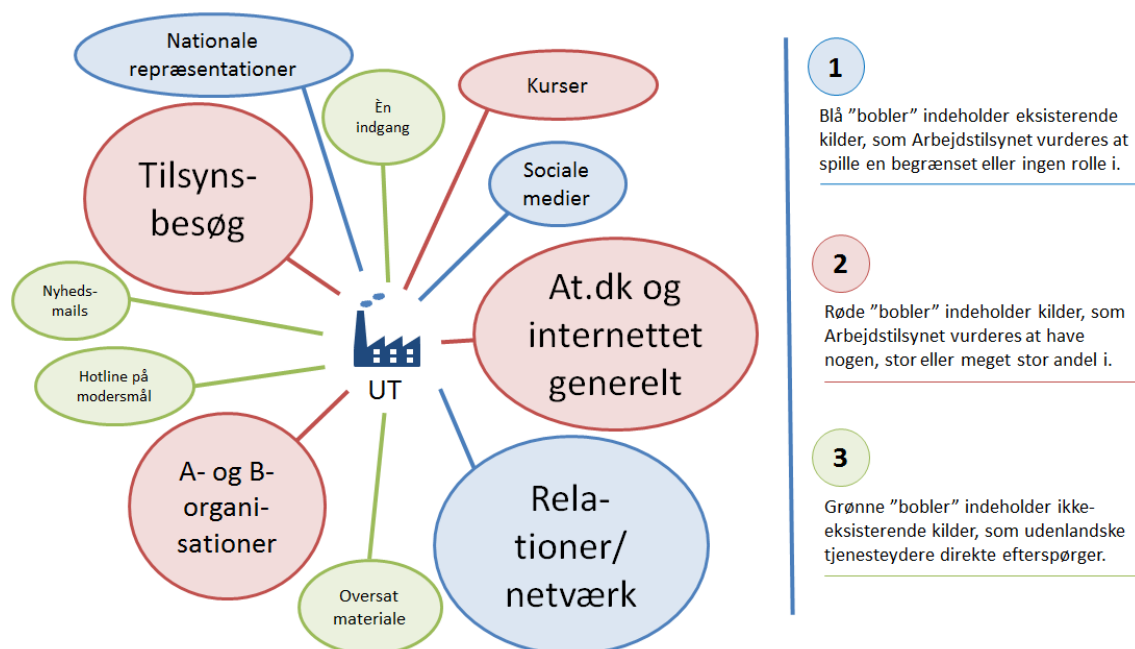 Nationale
repræsentationer
Èn
indgang
Kurser
Tilsyns-
besøg
Sociale
medier
Nyheds-
mails
At.dk og
internettet
generelt
Hotline på
modersmål
UT
A- og B-
organi-
sationer
Rela-
tioner/
netværk
Oversat
materiale
1
Blå ”bobler” indeholder eksisterende
kilder, som Arbejdstilsynet vurderes at
spille en begrænset eller ingen rolle i.
2
Røde ”bobler” indeholder kilder, som
Arbejdstilsynet vurderes at have
nogen, stor eller meget stor andel i.
3
Grønne ”bobler” indeholder ikke-
eksisterende kilder, som udenlandske
tjenesteydere direkte efterspørger.